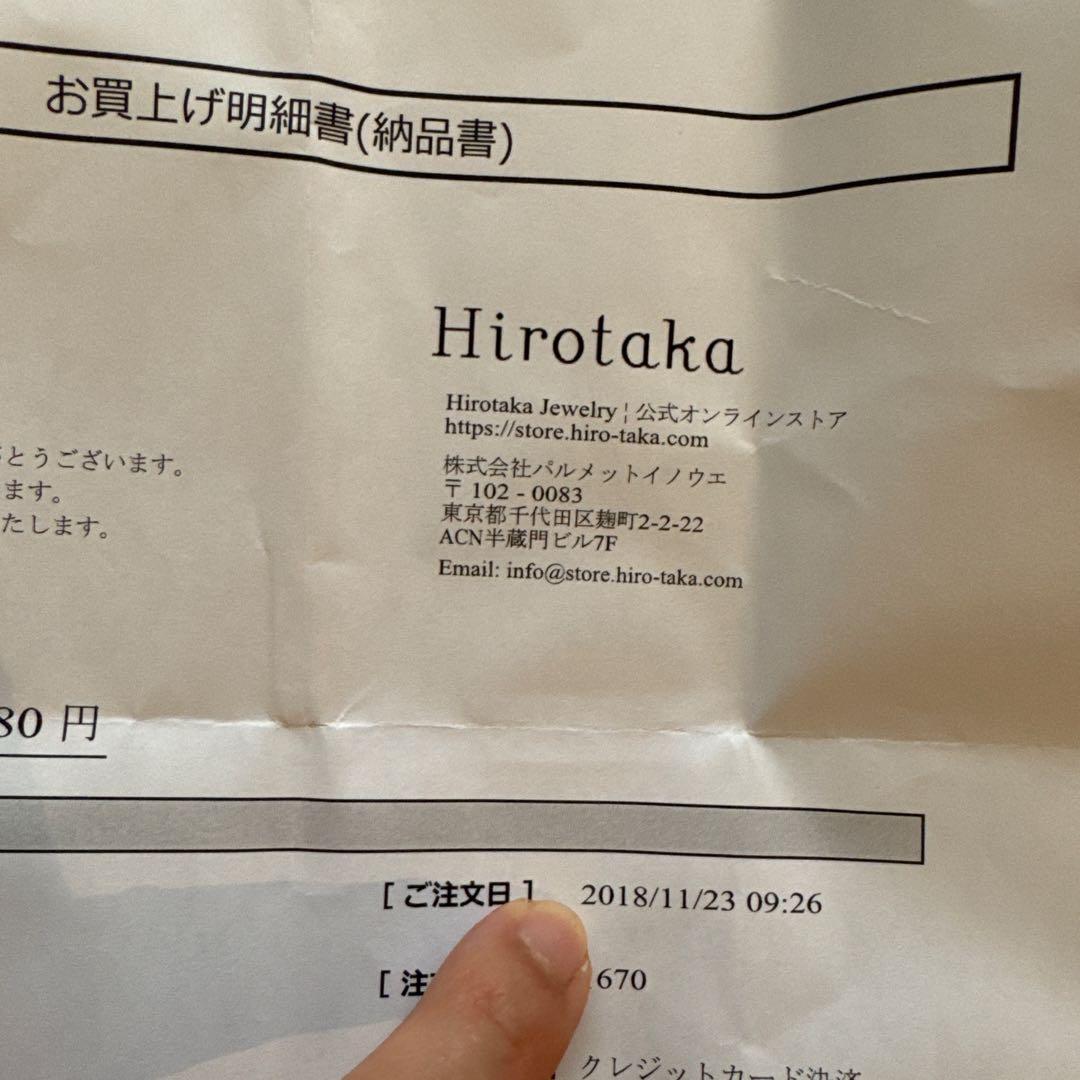 お買上げ明細書(納品書)
Hirotaka
Hirotaka Jewelry ¦ 公式オンラインストア
https://store.hiro-taka.com
とうございます。
ます。
たします。
株式会社パルメットイノウエ
〒 102 - 0083
東京都千代田区麹町2-2-22
ACN半蔵門ビル7F
Email: info@store.hiro-taka.com
80 円
[ ご注文日 ] 2018/11/23 09:26
[ 注 670
クレジットカード決済